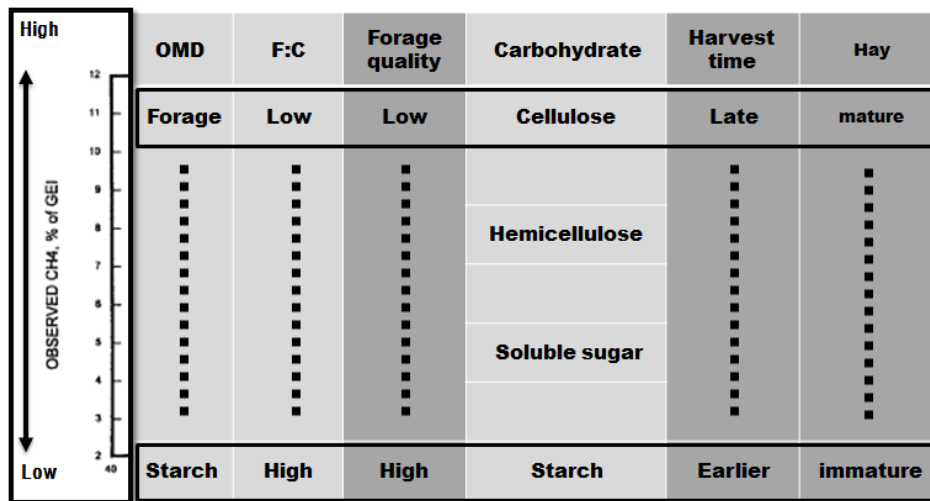 High
OMD F:C Forage quality Carbohydrate Harvest time Hay
12
11 Forage Low Low Cellulose Late mature
10
9
8 Hemicellulose
7
6
5 Soluble sugar
4
3
2
OBSERVED CH4, % of GEI
Low 40 Starch High High Starch Earlier immature